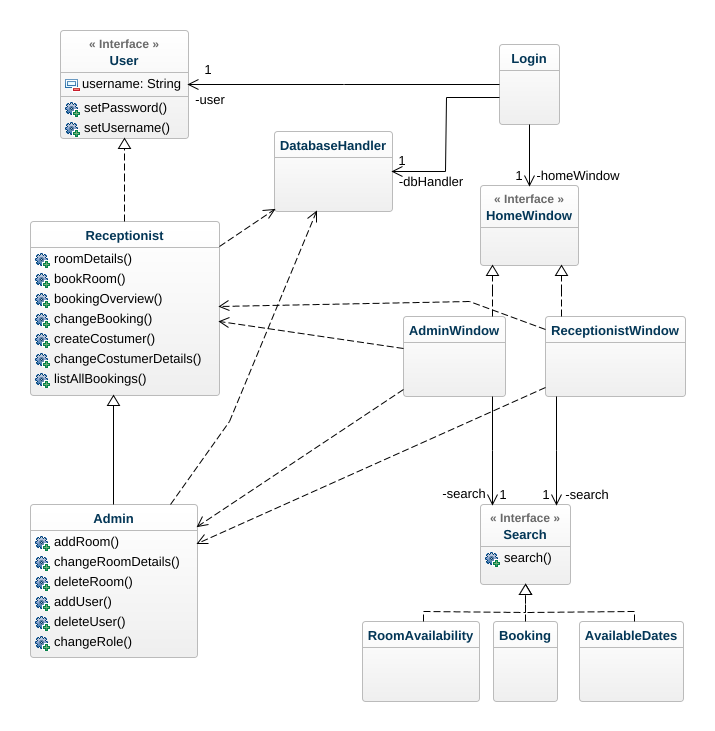 « Interface »
User
username: String
setPassword()
setUsername()
1
-user
Login
DatabaseHandler
1
-dbHandler
1
-homeWindow
« Interface »
HomeWindow
Receptionist
roomDetails()
bookRoom()
bookingOverview()
changeBooking()
createCostumer()
changeCostumerDetails()
listAllBookings()
AdminWindow
ReceptionistWindow
-search
1
1
-search
Admin
addRoom()
changeRoomDetails()
deleteRoom()
addUser()
deleteUser()
changeRole()
« Interface »
Search
search()
RoomAvailability
Booking
AvailableDates